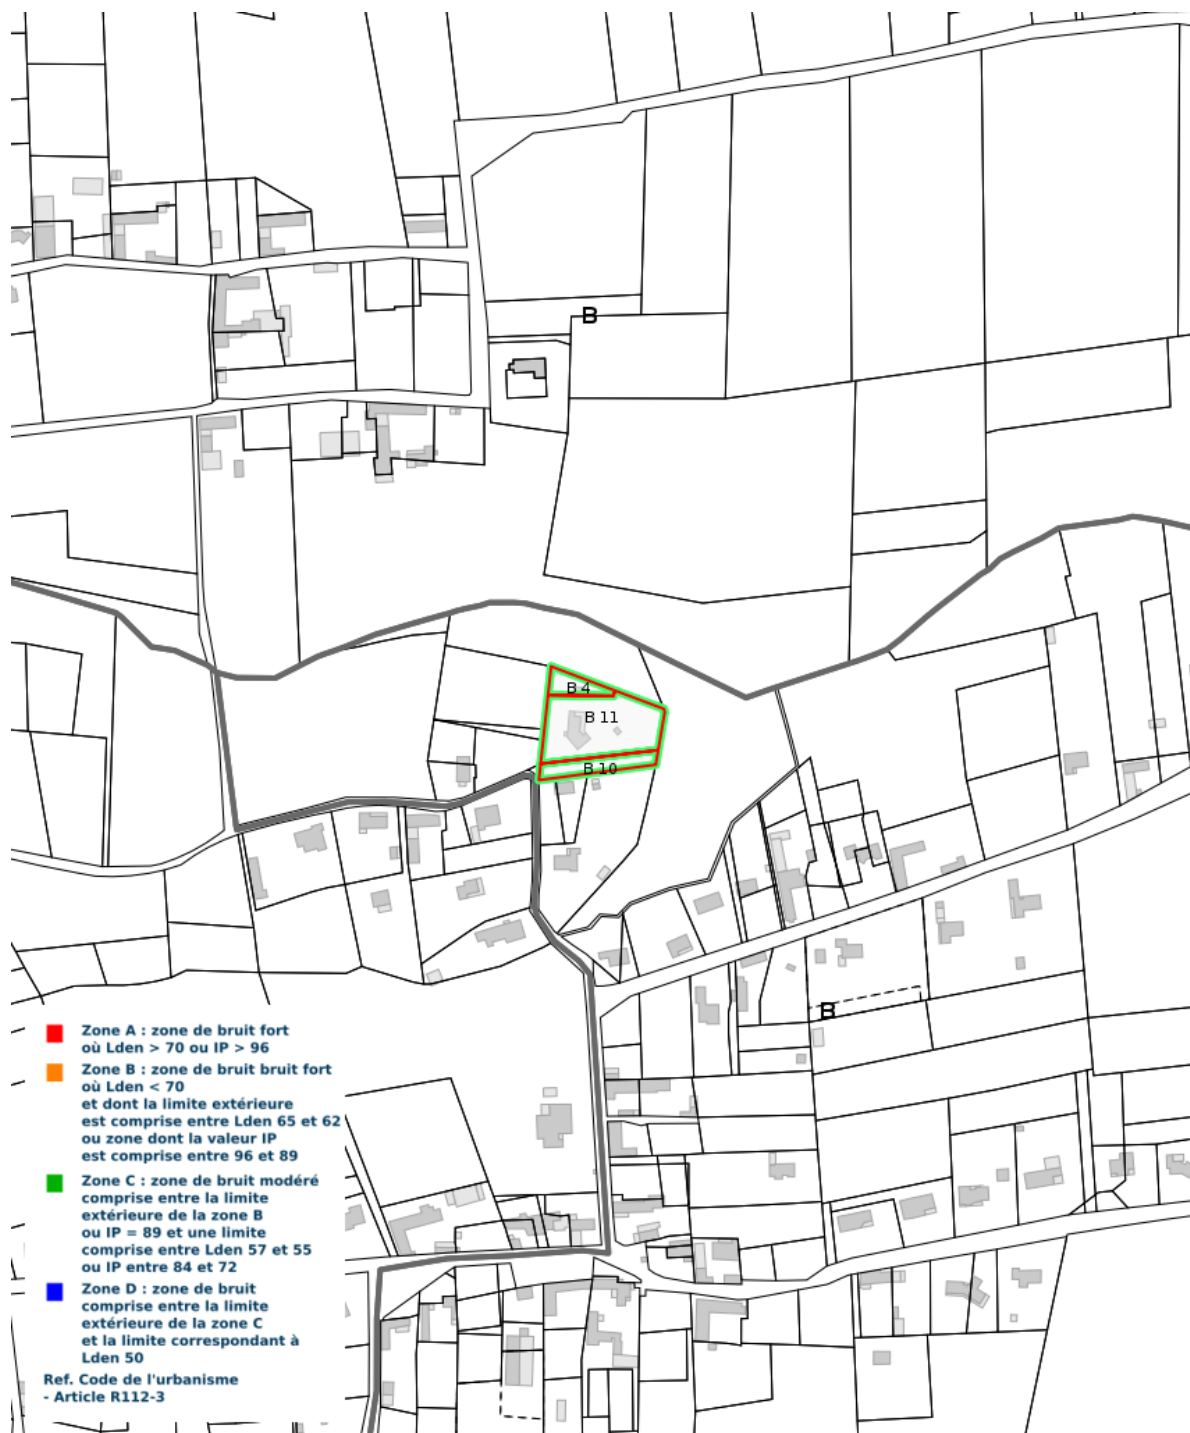 B
B 4
B 11
B 10
B
Zone A : zone de bruit fort
où Lden > 70 ou IP > 96
Zone B : zone de bruit bruit fort
où Lden < 70
et dont la limite extérieure
est comprise entre Lden 65 et 62
ou zone dont la valeur IP
est comprise entre 96 et 89
Zone C : zone de bruit modéré
comprise entre la limite
extérieure de la zone B
ou IP = 89 et une limite
comprise entre Lden 57 et 55
ou IP entre 84 et 72
Zone D : zone de bruit
comprise entre la limite
extérieure de la zone C
et la limite correspondant à
Lden 50
Ref. Code de l'urbanisme
- Article R112-3